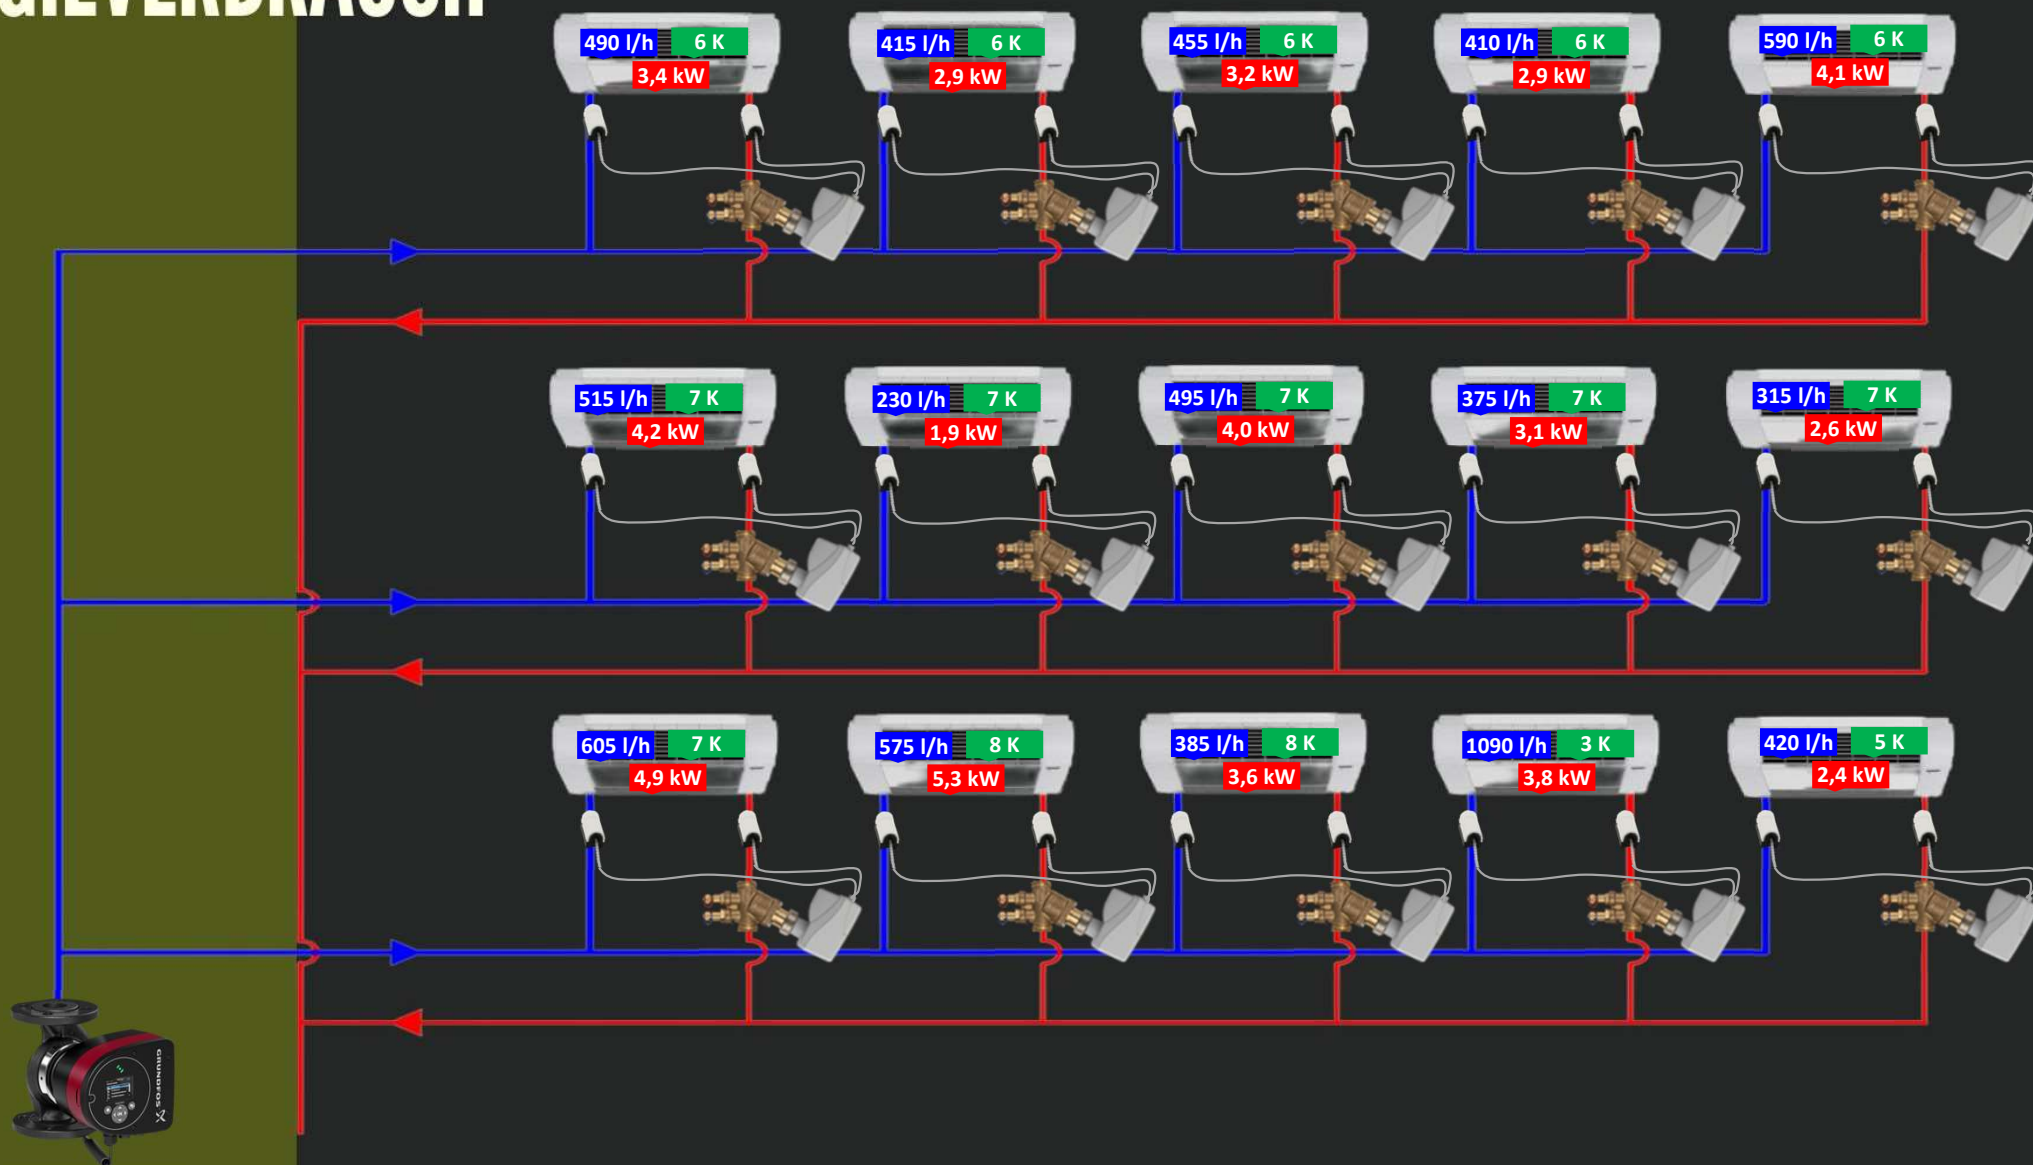 490 l/h 6 K 415 l/h 6 K 455 l/h 6 K 410 l/h 6 K 590 l/h 6 K
3,4 kW 2,9 kW 3,2 kW 2,9 kW 4,1 kW
515 l/h 7 K 230 l/h 7 K 495 l/h 7 K 375 l/h 7 K 315 l/h 7 K
4,2 kW 1,9 kW 4,0 kW 3,1 kW 2,6 kW
605 l/h 7 K 575 l/h 8 K 385 l/h 8 K 1090 l/h 3 K 420 l/h 5 K
4,9 kW 5,3 kW 3,6 kW 3,8 kW 2,4 kW
GRUNDFOS